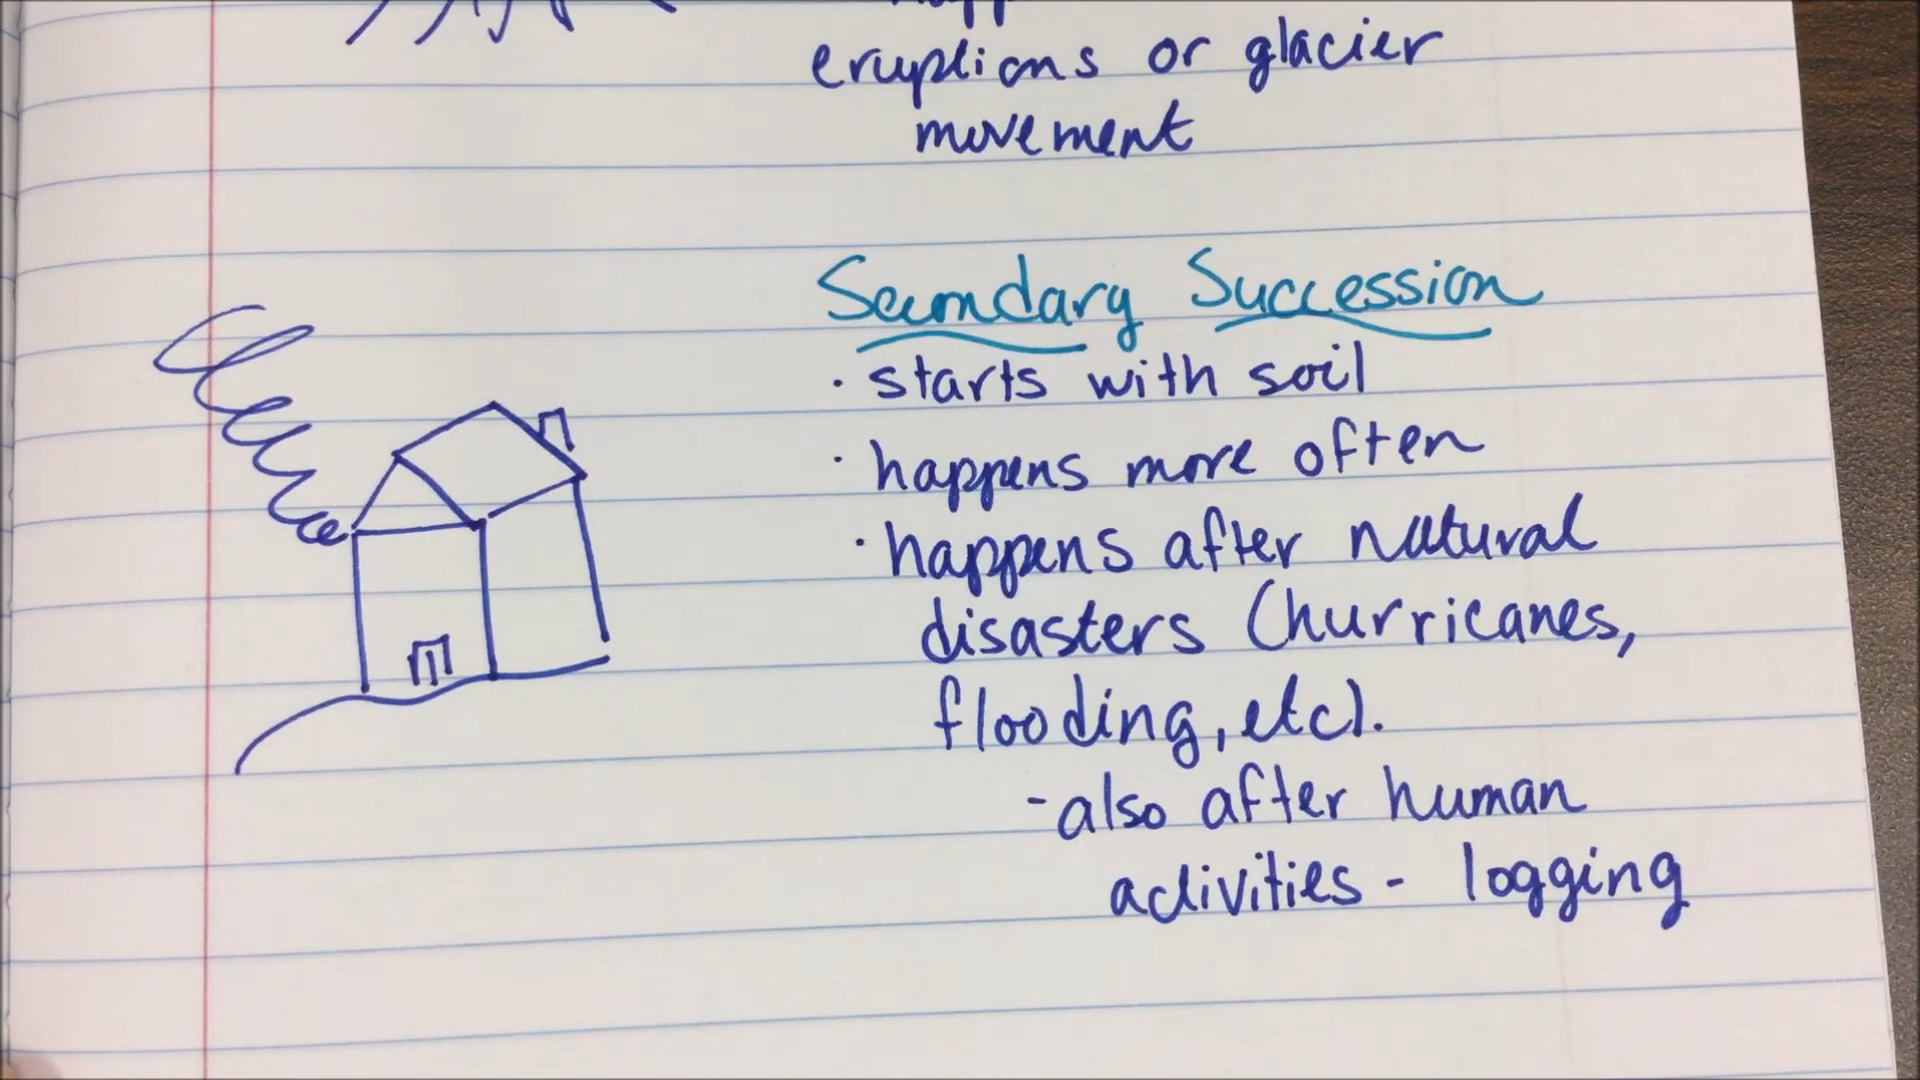 eruptions or glacier
movement
Secondary Succession
· starts with soil
· happens more often
· happens after natural
disasters (hurricanes,
flooding, etc).
- also after human
activities - logging